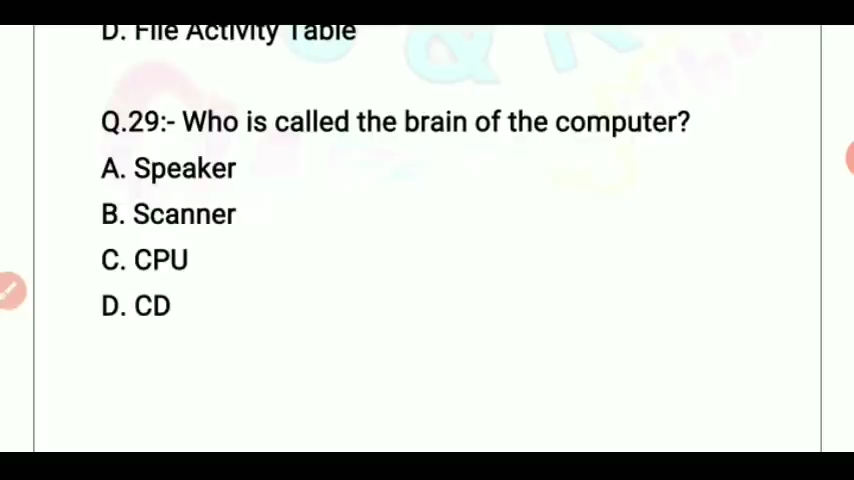 D. File Activity Table
Q.29:- Who is called the brain of the computer?
A. Speaker
B. Scanner
C. CPU
D. CD